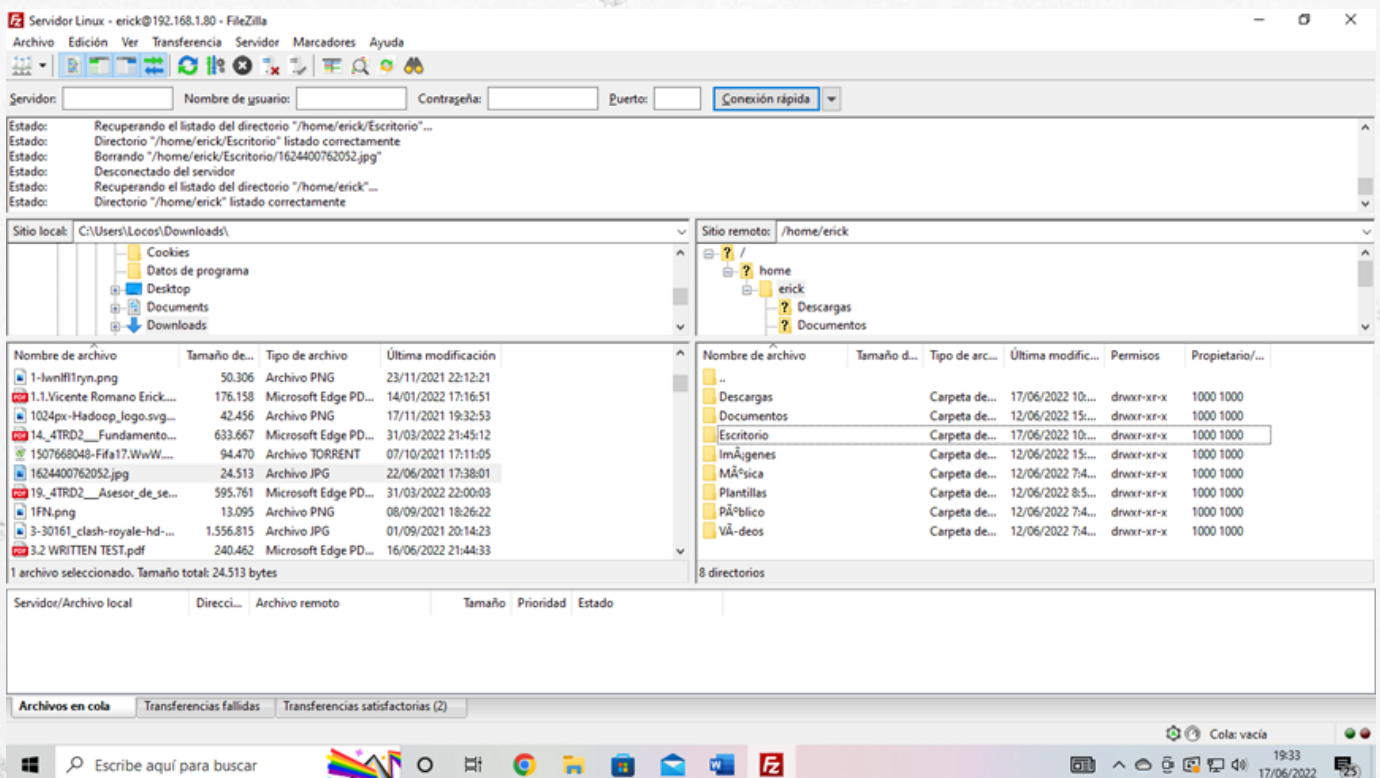 Servidor Linux - erick@192.168.1.80 - FileZilla
Archivo Edición Ver Transferencia Servidor Marcadores Ayuda
Servidor: Nombre de usuario: Contraseña: Puerto: Conexión rápida
Estado: Recuperando el listado del directorio "/home/erick/Escritorio"...
Estado: Directorio "/home/erick/Escritorio" listado correctamente
Estado: Borrando "/home/erick/Escritorio/1624400762052.jpg"
Estado: Desconectado del servidor
Estado: Recuperando el listado del directorio "/home/erick"...
Estado: Directorio "/home/erick" listado correctamente
Sitio local: C:\Users\Locos\Downloads\
Cookies
Datos de programa
Desktop
Documents
Downloads
Sitio remoto: /home/erick
/
home
erick
Descargas
Documentos
Nombre de archivo Tamaño de... Tipo de archivo Última modificación
1-lwnlfl1ryn.png 50.306 Archivo PNG 23/11/2021 22:12:21
1.1.Vicente Romano Erick.... 176.158 Microsoft Edge PD... 14/01/2022 17:16:51
1024px-Hadoop_logo.svg... 42.456 Archivo PNG 17/11/2021 19:32:53
14._4TRD2___Fundamento... 633.667 Microsoft Edge PD... 31/03/2022 21:45:12
1507668048-Fifa17.WwW.... 94.470 Archivo TORRENT 07/10/2021 17:11:05
1624400762052.jpg 24.513 Archivo JPG 22/06/2021 17:38:01
19._4TRD2___Asesor_de_se... 595.761 Microsoft Edge PD... 31/03/2022 22:00:03
1FN.png 13.095 Archivo PNG 08/09/2021 18:26:22
3-30161_clash-royale-hd-... 1.556.815 Archivo JPG 01/09/2021 20:14:23
3.2 WRITTEN TEST.pdf 240.462 Microsoft Edge PD... 16/06/2022 21:44:33
1 archivo seleccionado. Tamaño total: 24.513 bytes
Nombre de archivo Tamaño d... Tipo de arc... Última modific... Permisos Propietario/...
..
Descargas Carpeta de... 17/06/2022 10:... drwxr-xr-x 1000 1000
Documentos Carpeta de... 12/06/2022 15:... drwxr-xr-x 1000 1000
Escritorio Carpeta de... 17/06/2022 10:... drwxr-xr-x 1000 1000
ImÃ¡genes Carpeta de... 12/06/2022 15:... drwxr-xr-x 1000 1000
MÃºsica Carpeta de... 12/06/2022 7:4... drwxr-xr-x 1000 1000
Plantillas Carpeta de... 12/06/2022 8:5... drwxr-xr-x 1000 1000
PÃºblico Carpeta de... 12/06/2022 7:4... drwxr-xr-x 1000 1000
VÃ-deos Carpeta de... 12/06/2022 7:4... drwxr-xr-x 1000 1000
8 directorios
Servidor/Archivo local Direcci... Archivo remoto Tamaño Prioridad Estado
Archivos en cola Transferencias fallidas Transferencias satisfactorias (2)
Cola: vacía
Escribe aquí para buscar
19:33
17/06/2022
25